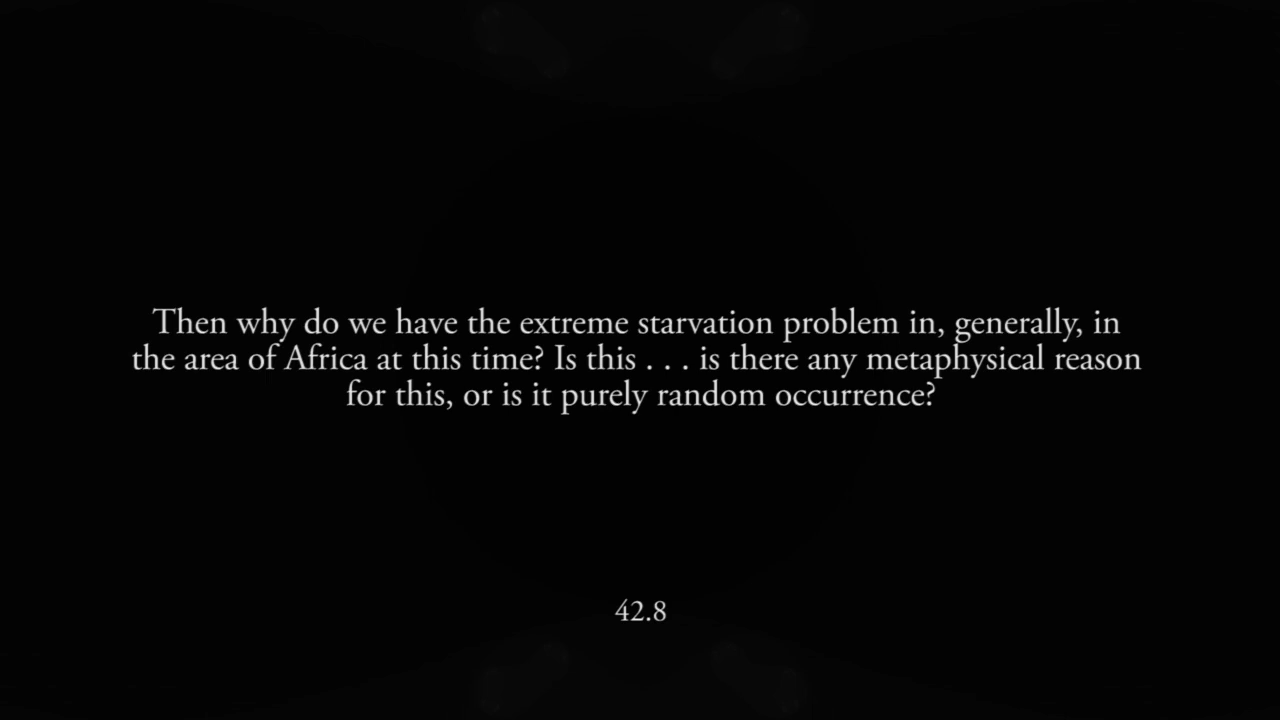 Then why do we have the extreme starvation problem in, generally, in
the area of Africa at this time? Is this . . . is there any metaphysical reason
for this, or is it purely random occurrence?
42.8